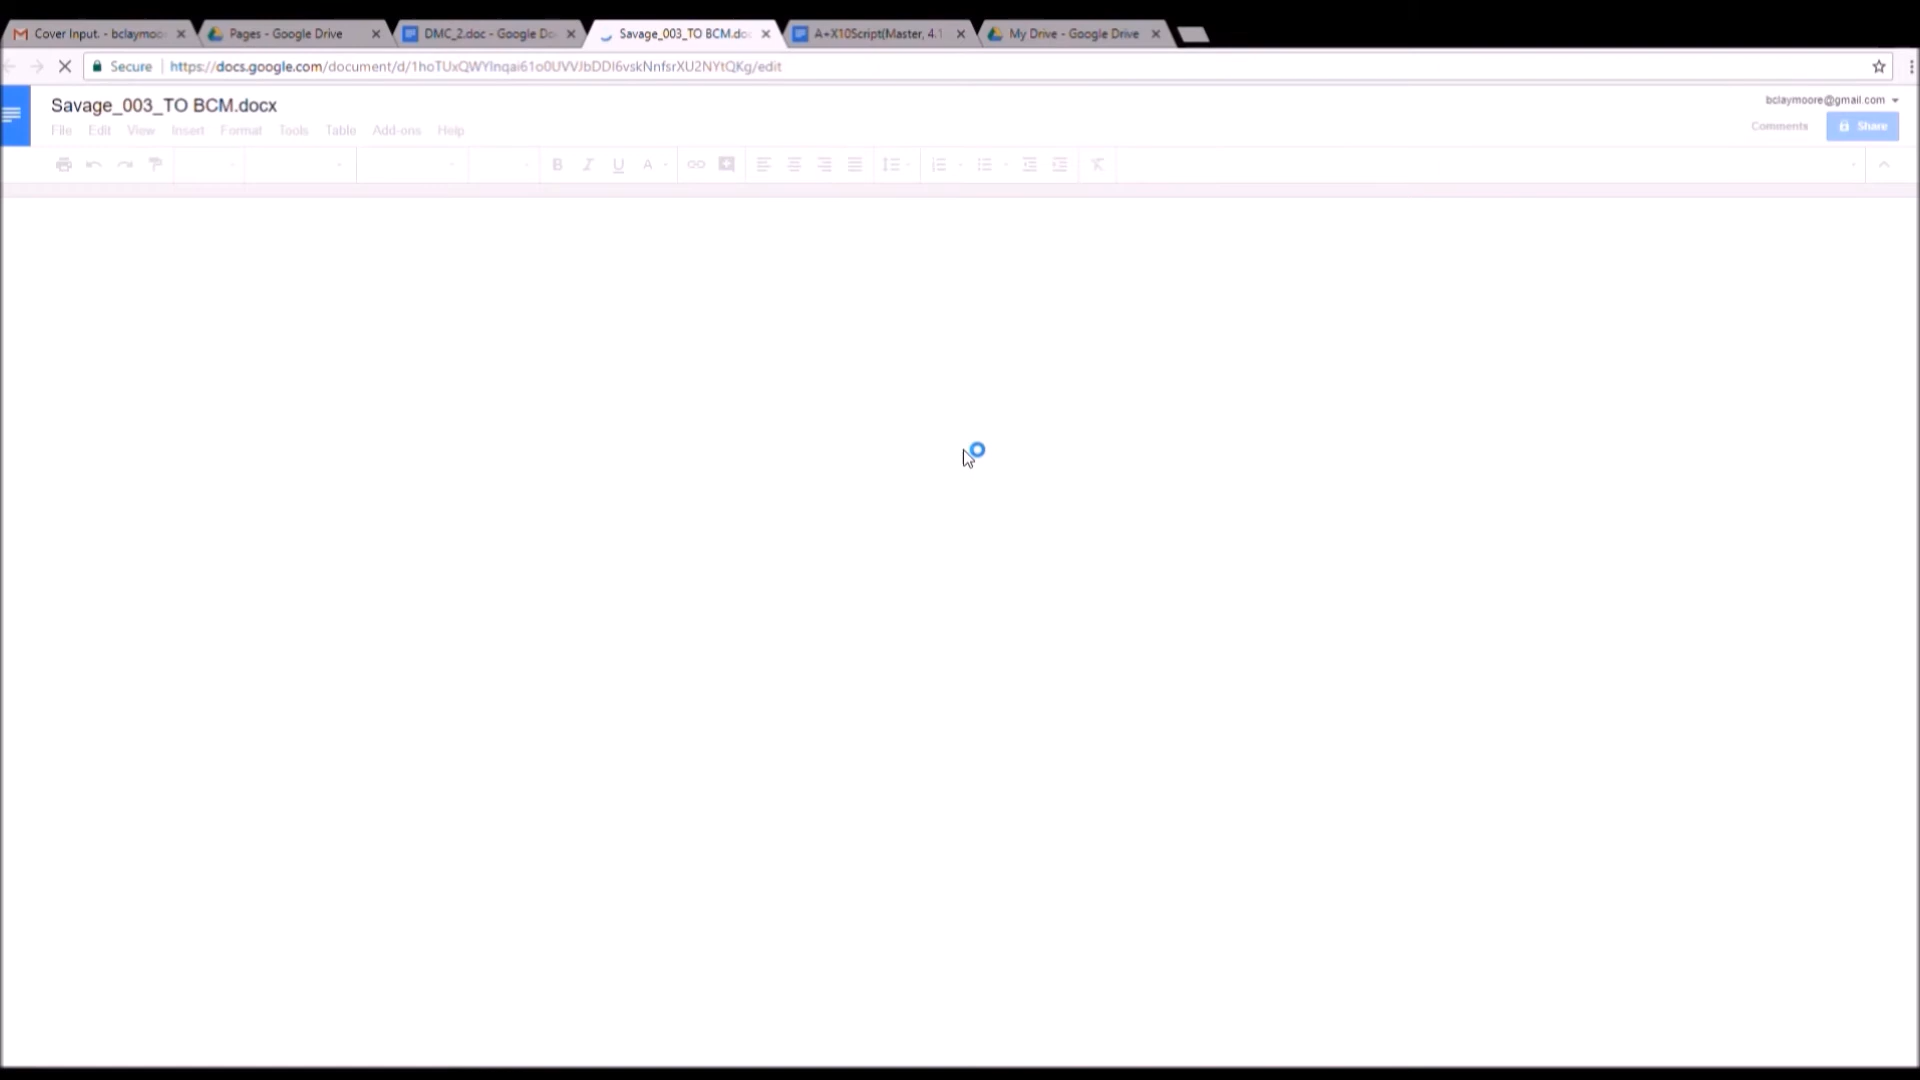 Cover Input. - bclaymoo
Pages - Google Drive
DMC_2.doc - Google Do
Savage_003_TO BCM.do
A+X10Script(Master, 4.1
My Drive - Google Drive
Secure
https://docs.google.com/document/d/1hoTUxQWYInqai61o0UVVJbDDI6vskNnfsrXU2NYtQKg/edit
Savage_003_TO BCM.docx
bclaymoore@gmail.com
File Edit View Insert Format Tools Table Add-ons Help
Comments
Share
B I U A